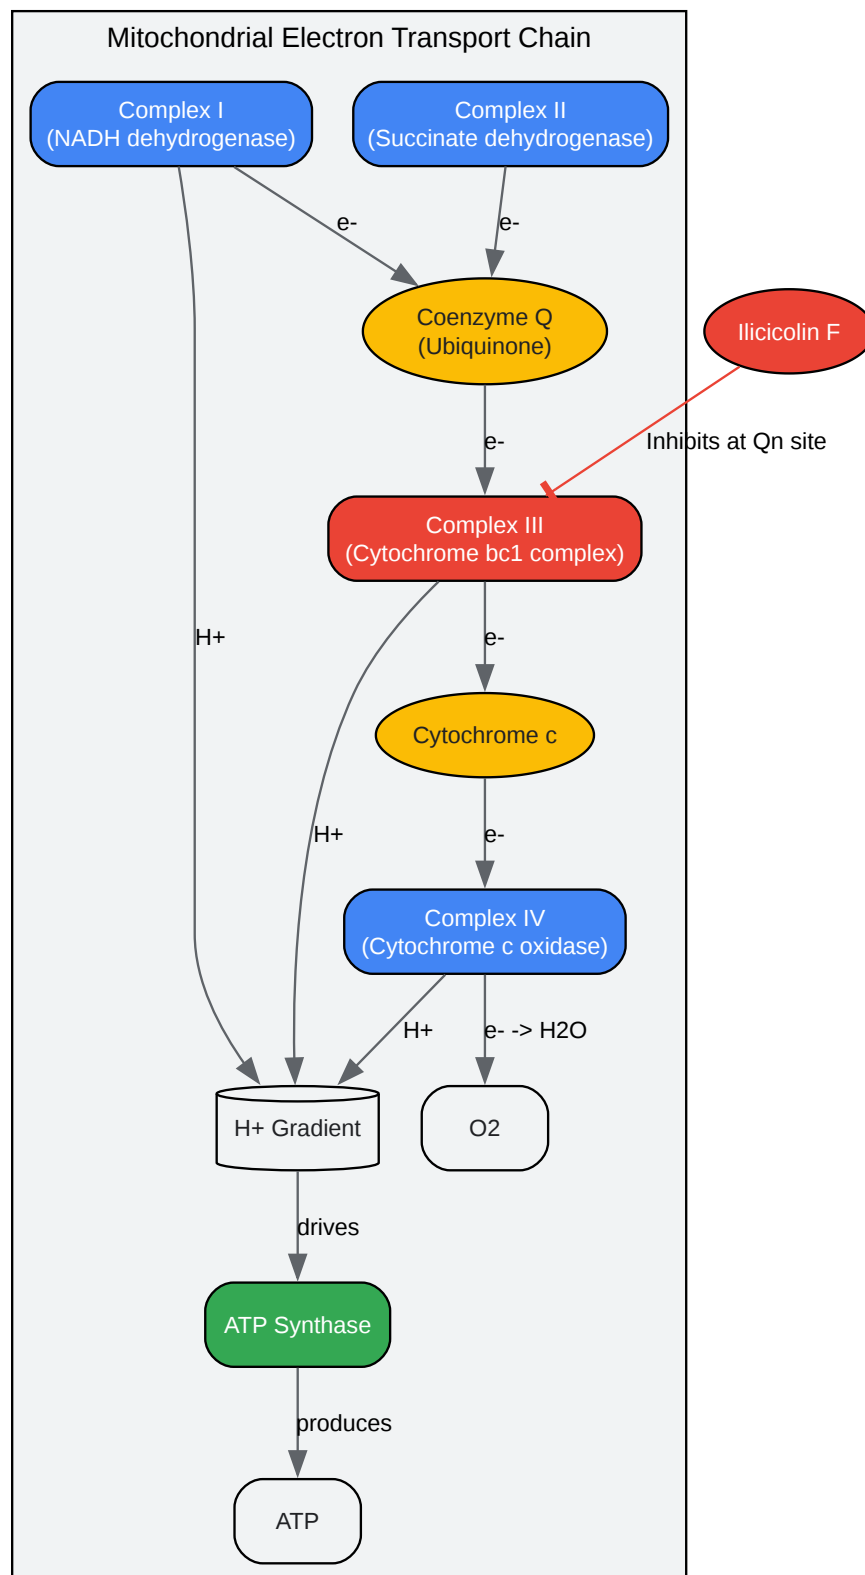 Mitochondrial Electron Transport Chain
Complex I
(NADH dehydrogenase)
Complex II
(Succinate dehydrogenase)
e-
e-
Coenzyme Q
(Ubiquinone)
Ilicicolin F
e-
Inhibits at Qn site
Complex III
(Cytochrome bc1 complex)
H+
e-
Cytochrome c
H+
e-
Complex IV
(Cytochrome c oxidase)
H+
e- -> H2O
H+ Gradient
O2
drives
ATP Synthase
produces
ATP